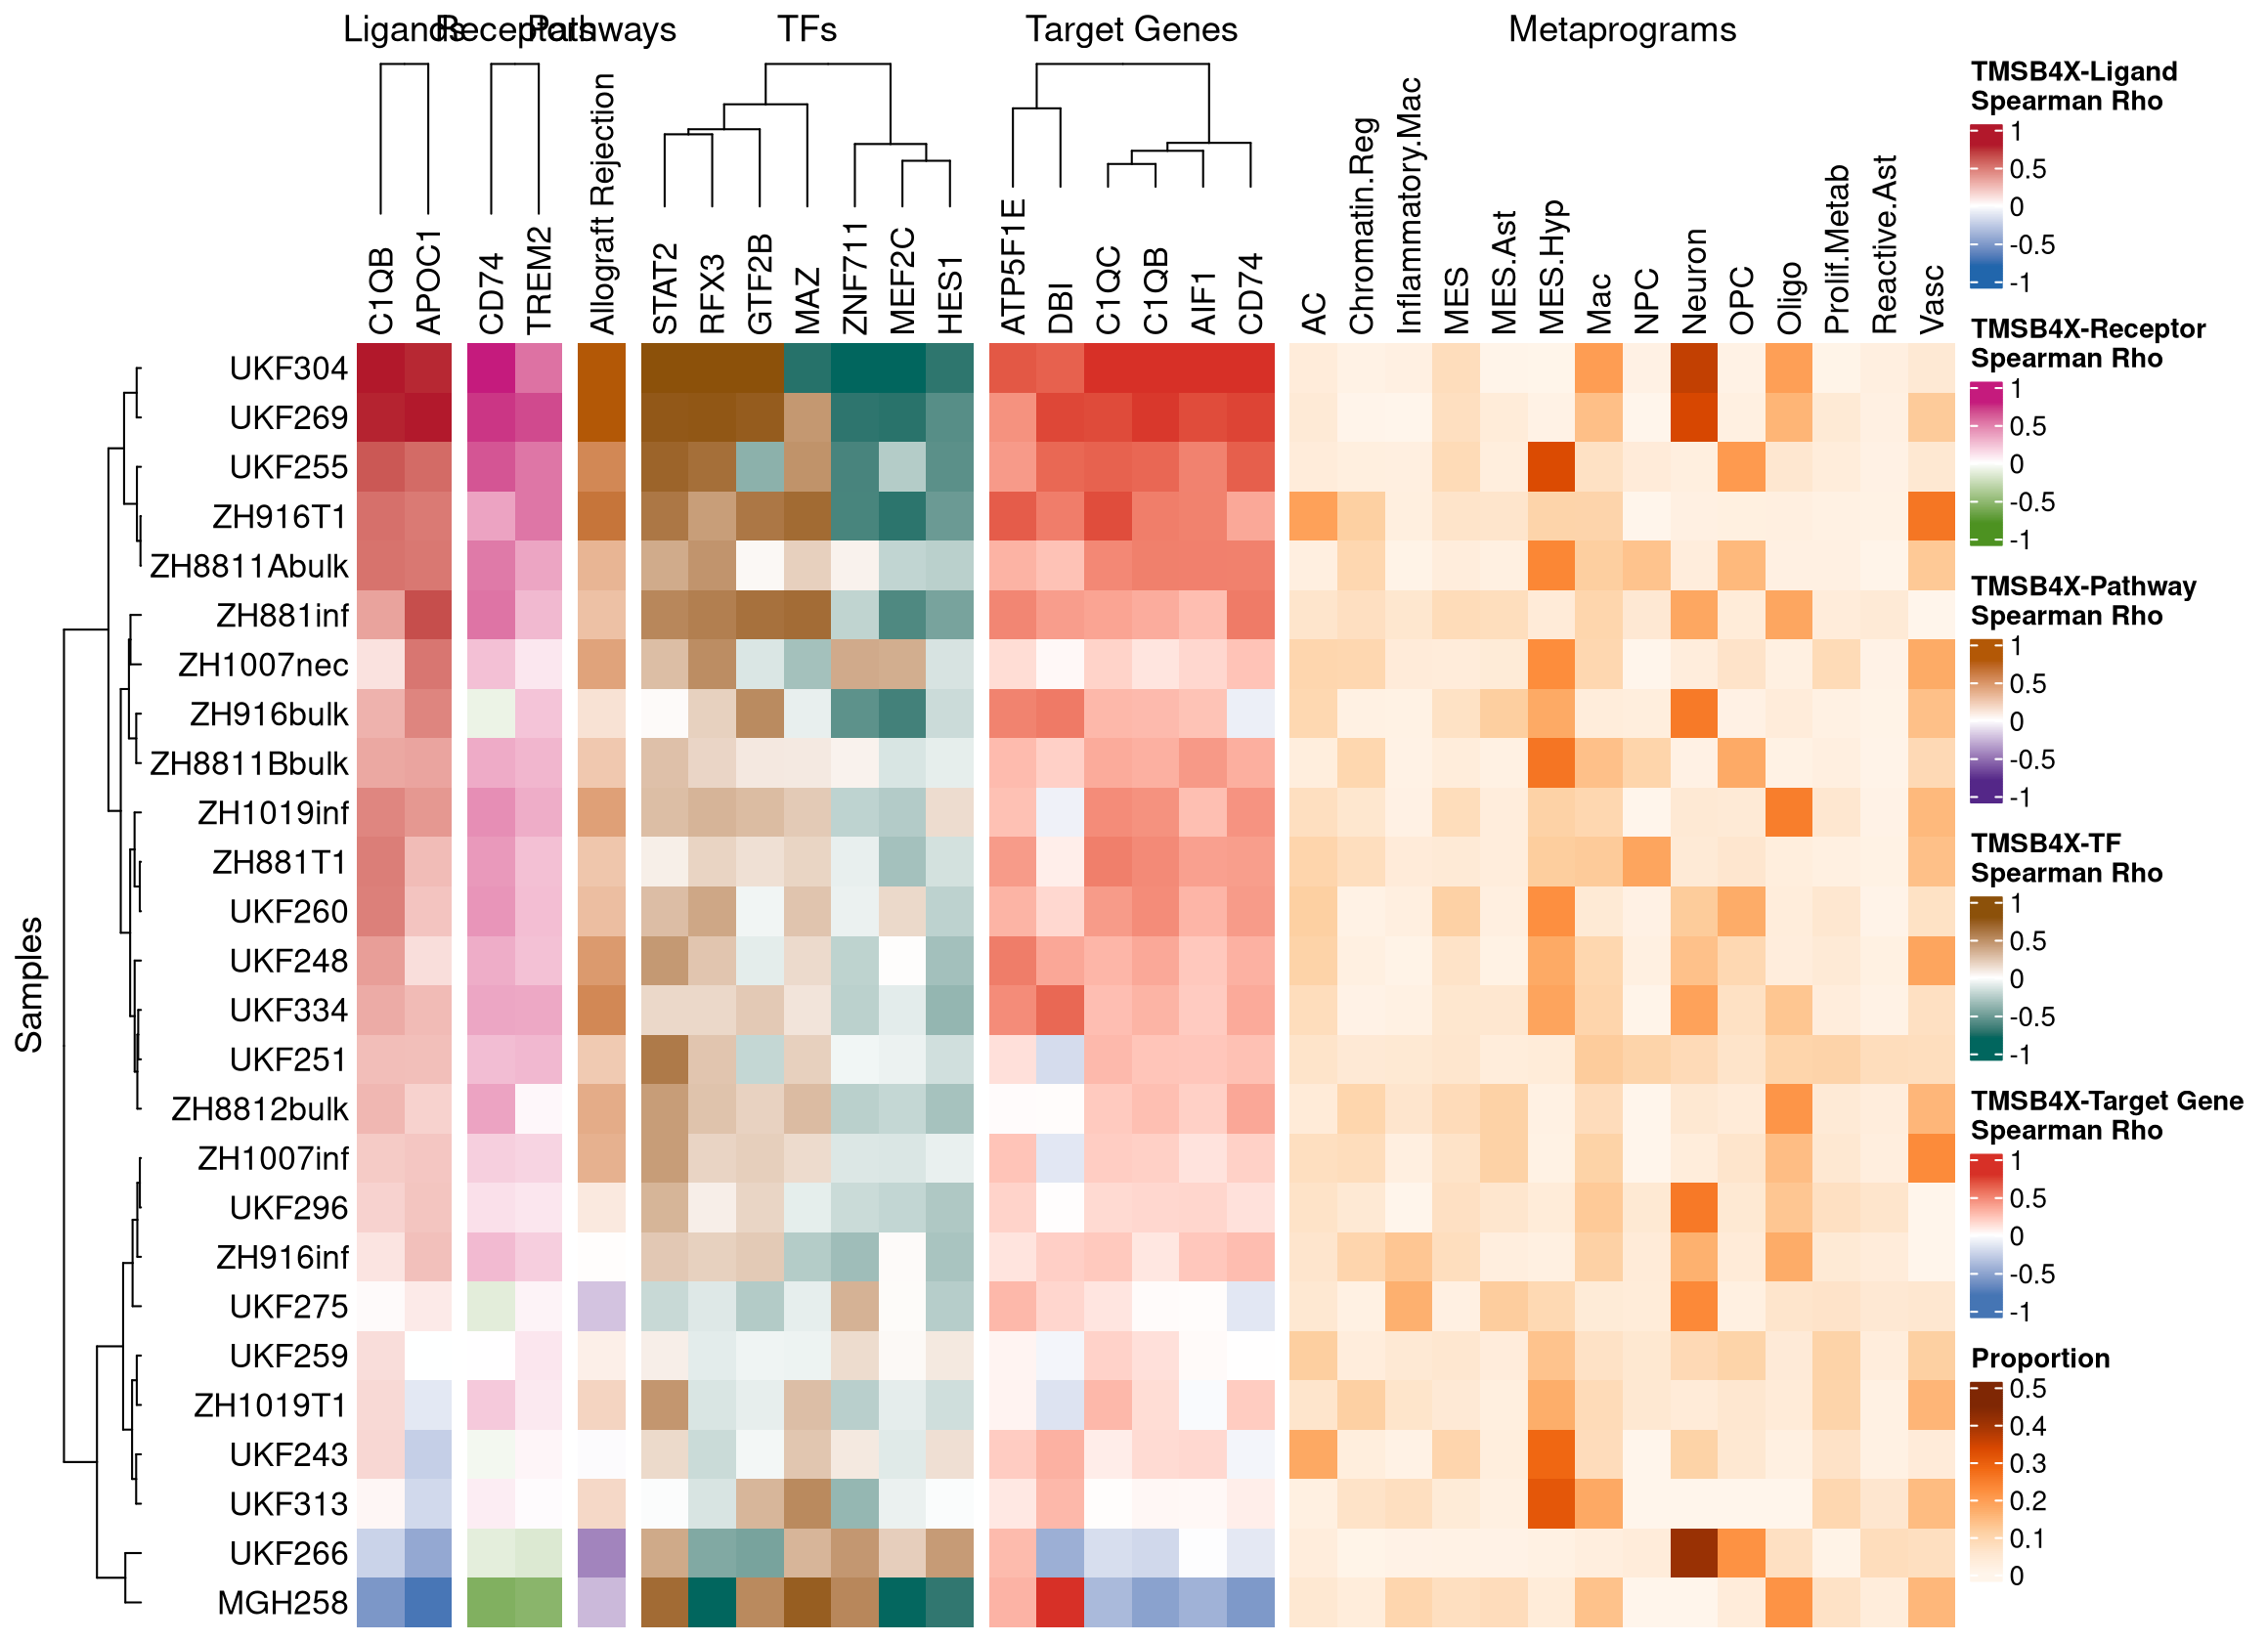 Ligands Receptors Pathways TFs Target Genes Metaprograms
C1QB APOC1 CD74 TREM2 Allograft Rejection STAT2 RFX3 GTF2B MAZ ZNF711 MEF2C HES1 ATP5F1E DBI C1QC C1QB AIF1 CD74 AC Chromatin.Reg Inflammatory.Mac MES MES.Ast MES.Hyp Mac NPC Neuron OPC Oligo Prolif.Metab Reactive.Ast Vasc
Samples
UKF304
UKF269
UKF255
ZH916T1
ZH8811Abulk
ZH881inf
ZH1007nec
ZH916bulk
ZH8811Bbulk
ZH1019inf
ZH881T1
UKF260
UKF248
UKF334
UKF251
ZH8812bulk
ZH1007inf
UKF296
ZH916inf
UKF275
UKF259
ZH1019T1
UKF243
UKF313
UKF266
MGH258
TMSB4X-Ligand
Spearman Rho
1
0.5
0
-0.5
-1
TMSB4X-Receptor
Spearman Rho
1
0.5
0
-0.5
-1
TMSB4X-Pathway
Spearman Rho
1
0.5
0
-0.5
-1
TMSB4X-TF
Spearman Rho
1
0.5
0
-0.5
-1
TMSB4X-Target Gene
Spearman Rho
1
0.5
0
-0.5
-1
Proportion
0.5
0.4
0.3
0.2
0.1
0